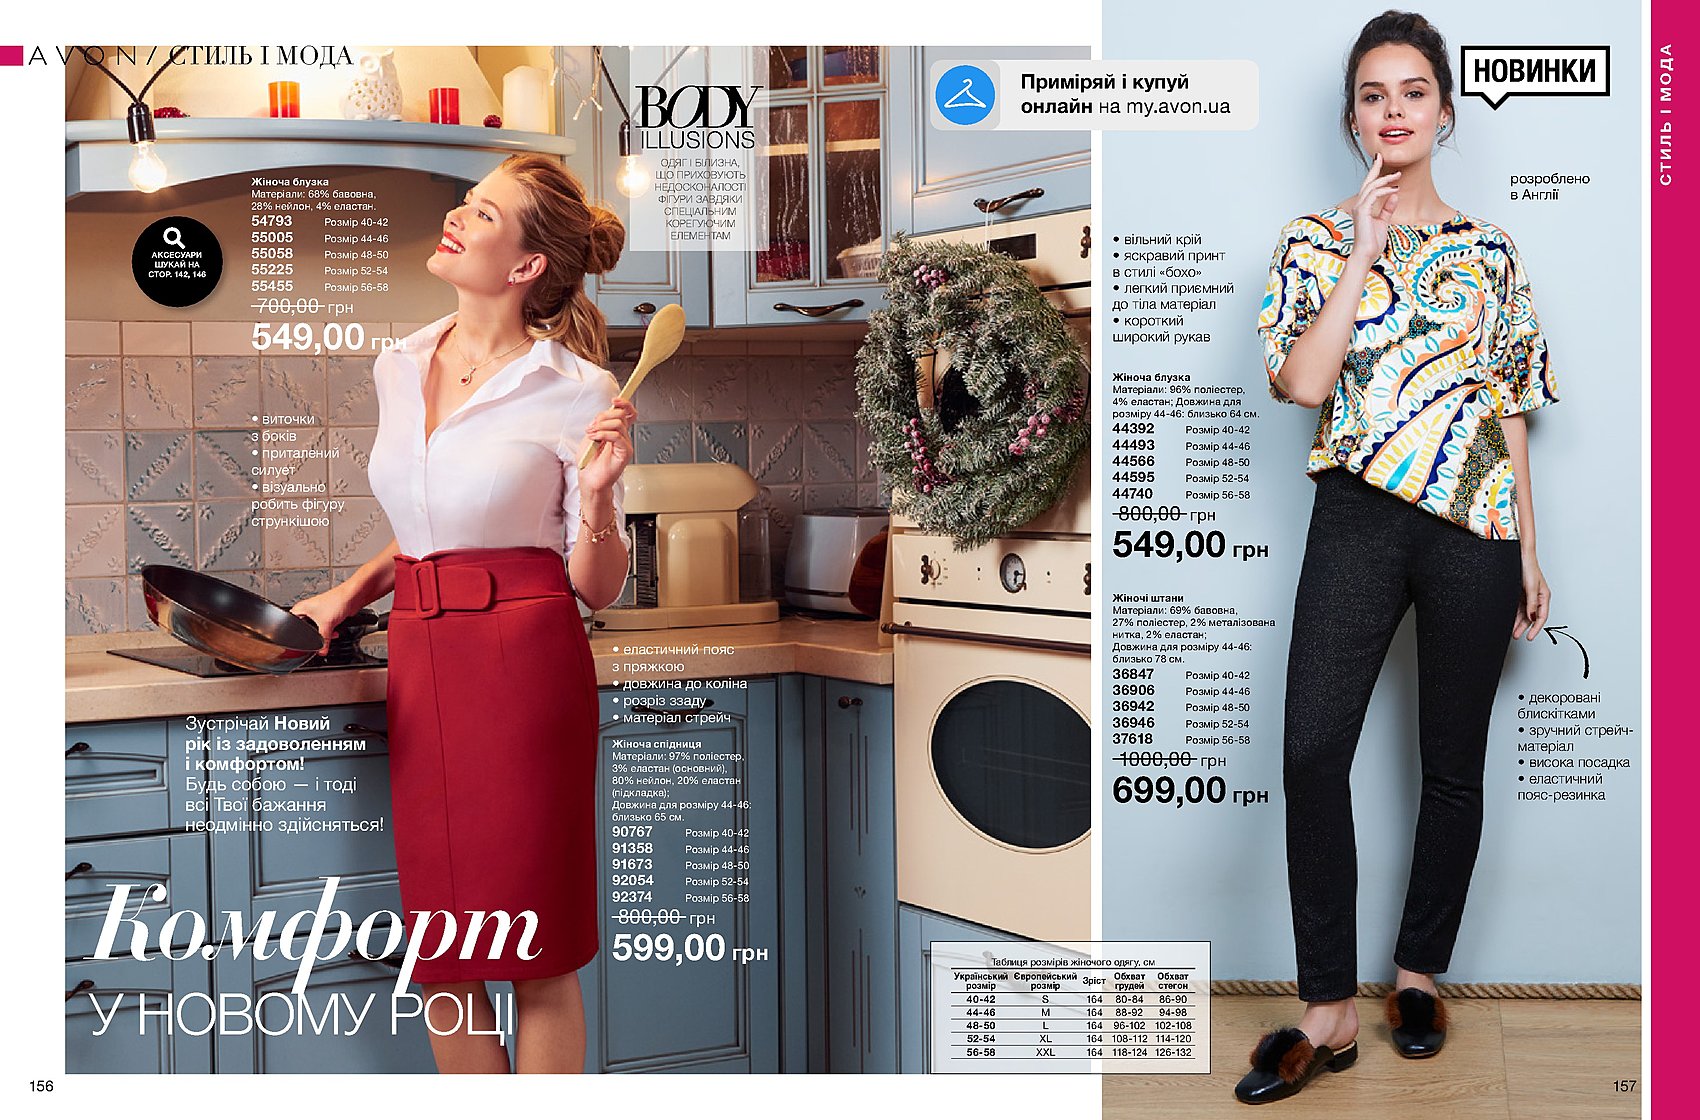 AVON / СТИЛЬ І МОДА
BODY
ILLUSIONS
ОДЯГ І БІЛИЗНА,
ЩО ПРИХОВУЮТЬ
НЕДОСКОНАЛОСТІ
ФІГУРИ ЗАВДЯКИ
СПЕЦІАЛЬНИМ
КОРЕГУЮЧИМ
ЕЛЕМЕНТАМ
АКСЕСУАРИ
ШУКАЙ НА
СТОР. 142, 146
Жіноча блузка
Матеріали: 68% бавовна,
28% нейлон, 4% еластан.
54793 Розмір 40-42
55005 Розмір 44-46
55058 Розмір 48-50
55225 Розмір 52-54
55455 Розмір 56-58
700,00 грн
549,00 грн
• виточки
з боків
• приталений
силует
• візуально
робить фігуру
стрункішою
Зустрічай Новий
рік із задоволенням
і комфортом!
Будь собою — і тоді
всі Твої бажання
неодмінно здійсняться!
Комфорт
У НОВОМУ РОЦІ
• еластичний пояс
з пряжкою
• довжина до коліна
• розріз ззаду
• матеріал стрейч
Жіноча спідниця
Матеріали: 97% поліестер,
3% еластан (основний),
80% нейлон, 20% еластан
(підкладка);
Довжина для розміру 44-46:
близько 65 см.
90767 Розмір 40-42
91358 Розмір 44-46
91673 Розмір 48-50
92054 Розмір 52-54
92374 Розмір 56-58
800,00 грн
599,00 грн
156
Приміряй і купуй
онлайн на my.avon.ua
НОВИНКИ
розроблено
в Англії
• вільний крій
• яскравий принт
в стилі «бохо»
• легкий приємний
до тіла матеріал
• короткий
широкий рукав
Жіноча блузка
Матеріали: 96% поліестер,
4% еластан; Довжина для
розміру 44-46: близько 64 см.
44392 Розмір 40-42
44493 Розмір 44-46
44566 Розмір 48-50
44595 Розмір 52-54
44740 Розмір 56-58
800,00 грн
549,00 грн
Жіночі штани
Матеріали: 69% бавовна,
27% поліестер, 2% металізована
нитка, 2% еластан;
Довжина для розміру 44-46:
близько 78 см.
36847 Розмір 40-42
36906 Розмір 44-46
36942 Розмір 48-50
36946 Розмір 52-54
37618 Розмір 56-58
1000,00 грн
699,00 грн
• декоровані
блискітками
• зручний стрейч-
матеріал
• висока посадка
• еластичний
пояс-резинка
Таблиця розмірів жіночого одягу, см
Український розмір Європейський розмір Зріст Обхват грудей Обхват стегон
40-42 S 164 80-84 86-90
44-46 M 164 88-92 94-98
48-50 L 164 96-102 102-108
52-54 XL 164 108-112 114-120
56-58 XXL 164 118-124 126-132
СТИЛЬ І МОДА
157